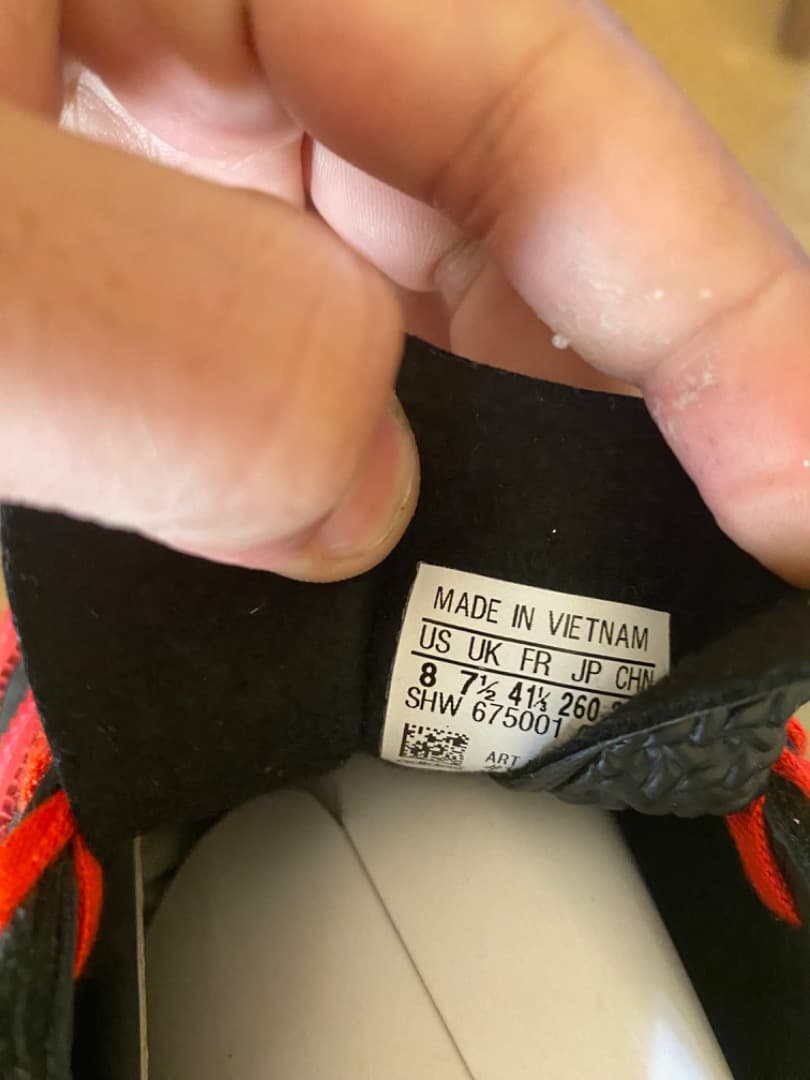 MADE IN VIETNAM
US UK FR JP CHN
8 7½ 41⅓ 260
SHW 675001
ART